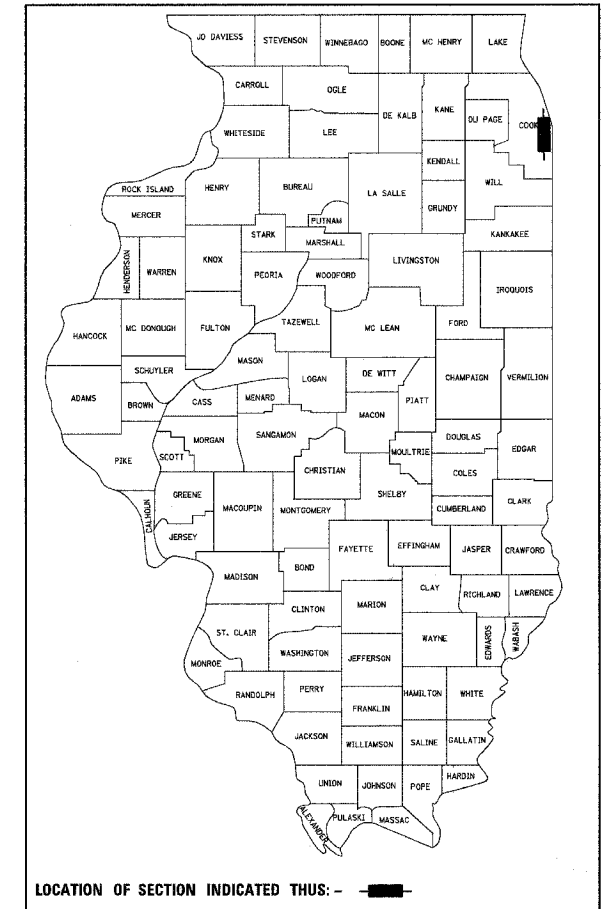 JO DAVIESS
STEVENSON
WINNEBAGO
BOONE
MC HENRY
LAKE
CARROLL
OGLE
DE KALB
KANE
DU PAGE
COOK
WHITESIDE
LEE
KENDALL
WILL
ROCK ISLAND
HENRY
BUREAU
LA SALLE
GRUNDY
MERCER
PUTNAM
KANKAKEE
STARK
MARSHALL
HENDERSON
WARREN
KNOX
PEORIA
WOODFORD
LIVINGSTON
IROQUOIS
FORD
TAZEWELL
MC LEAN
HANCOCK
MC DONOUGH
FULTON
MASON
SCHUYLER
LOGAN
DE WITT
CHAMPAIGN
VERMILION
ADAMS
BROWN
CASS
MENARD
PIATT
MACON
MORGAN
SANGAMON
DOUGLAS
EDGAR
PIKE
SCOTT
MOULTRIE
CHRISTIAN
COLES
SHELBY
GREENE
MACOUPIN
MONTGOMERY
CUMBERLAND
CLARK
CALHOUN
JERSEY
FAYETTE
EFFINGHAM
JASPER
CRAWFORD
BOND
MADISON
CLAY
RICHLAND
LAWRENCE
CLINTON
MARION
ST. CLAIR
WAYNE
EDWARDS
WABASH
WASHINGTON
JEFFERSON
MONROE
RANDOLPH
PERRY
HAMILTON
WHITE
FRANKLIN
JACKSON
WILLIAMSON
SALINE
GALLATIN
UNION
JOHNSON
POPE
HARDIN
ALEXANDER
PULASKI
MASSAC
LOCATION OF SECTION INDICATED THUS: -